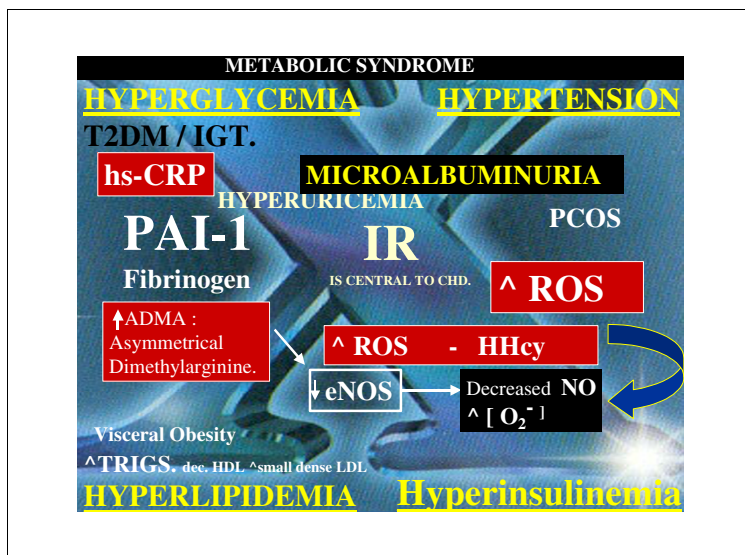 METABOLIC SYNDROME
HYPERGLYCEMIA HYPERTENSION
T2DM / IGT.
hs-CRP MICROALBUMINURIA
HYPERURICEMIA
PAI-1 IR PCOS
Fibrinogen IS CENTRAL TO CHD.
^ ROS
↑ADMA :
Asymmetrical
Dimethylarginine.
^ ROS - HHcy
↓eNOS
Decreased NO
^ [ O₂⁻ ]
Visceral Obesity
^TRIGS. dec. HDL ^small dense LDL
HYPERLIPIDEMIA Hyperinsulinemia